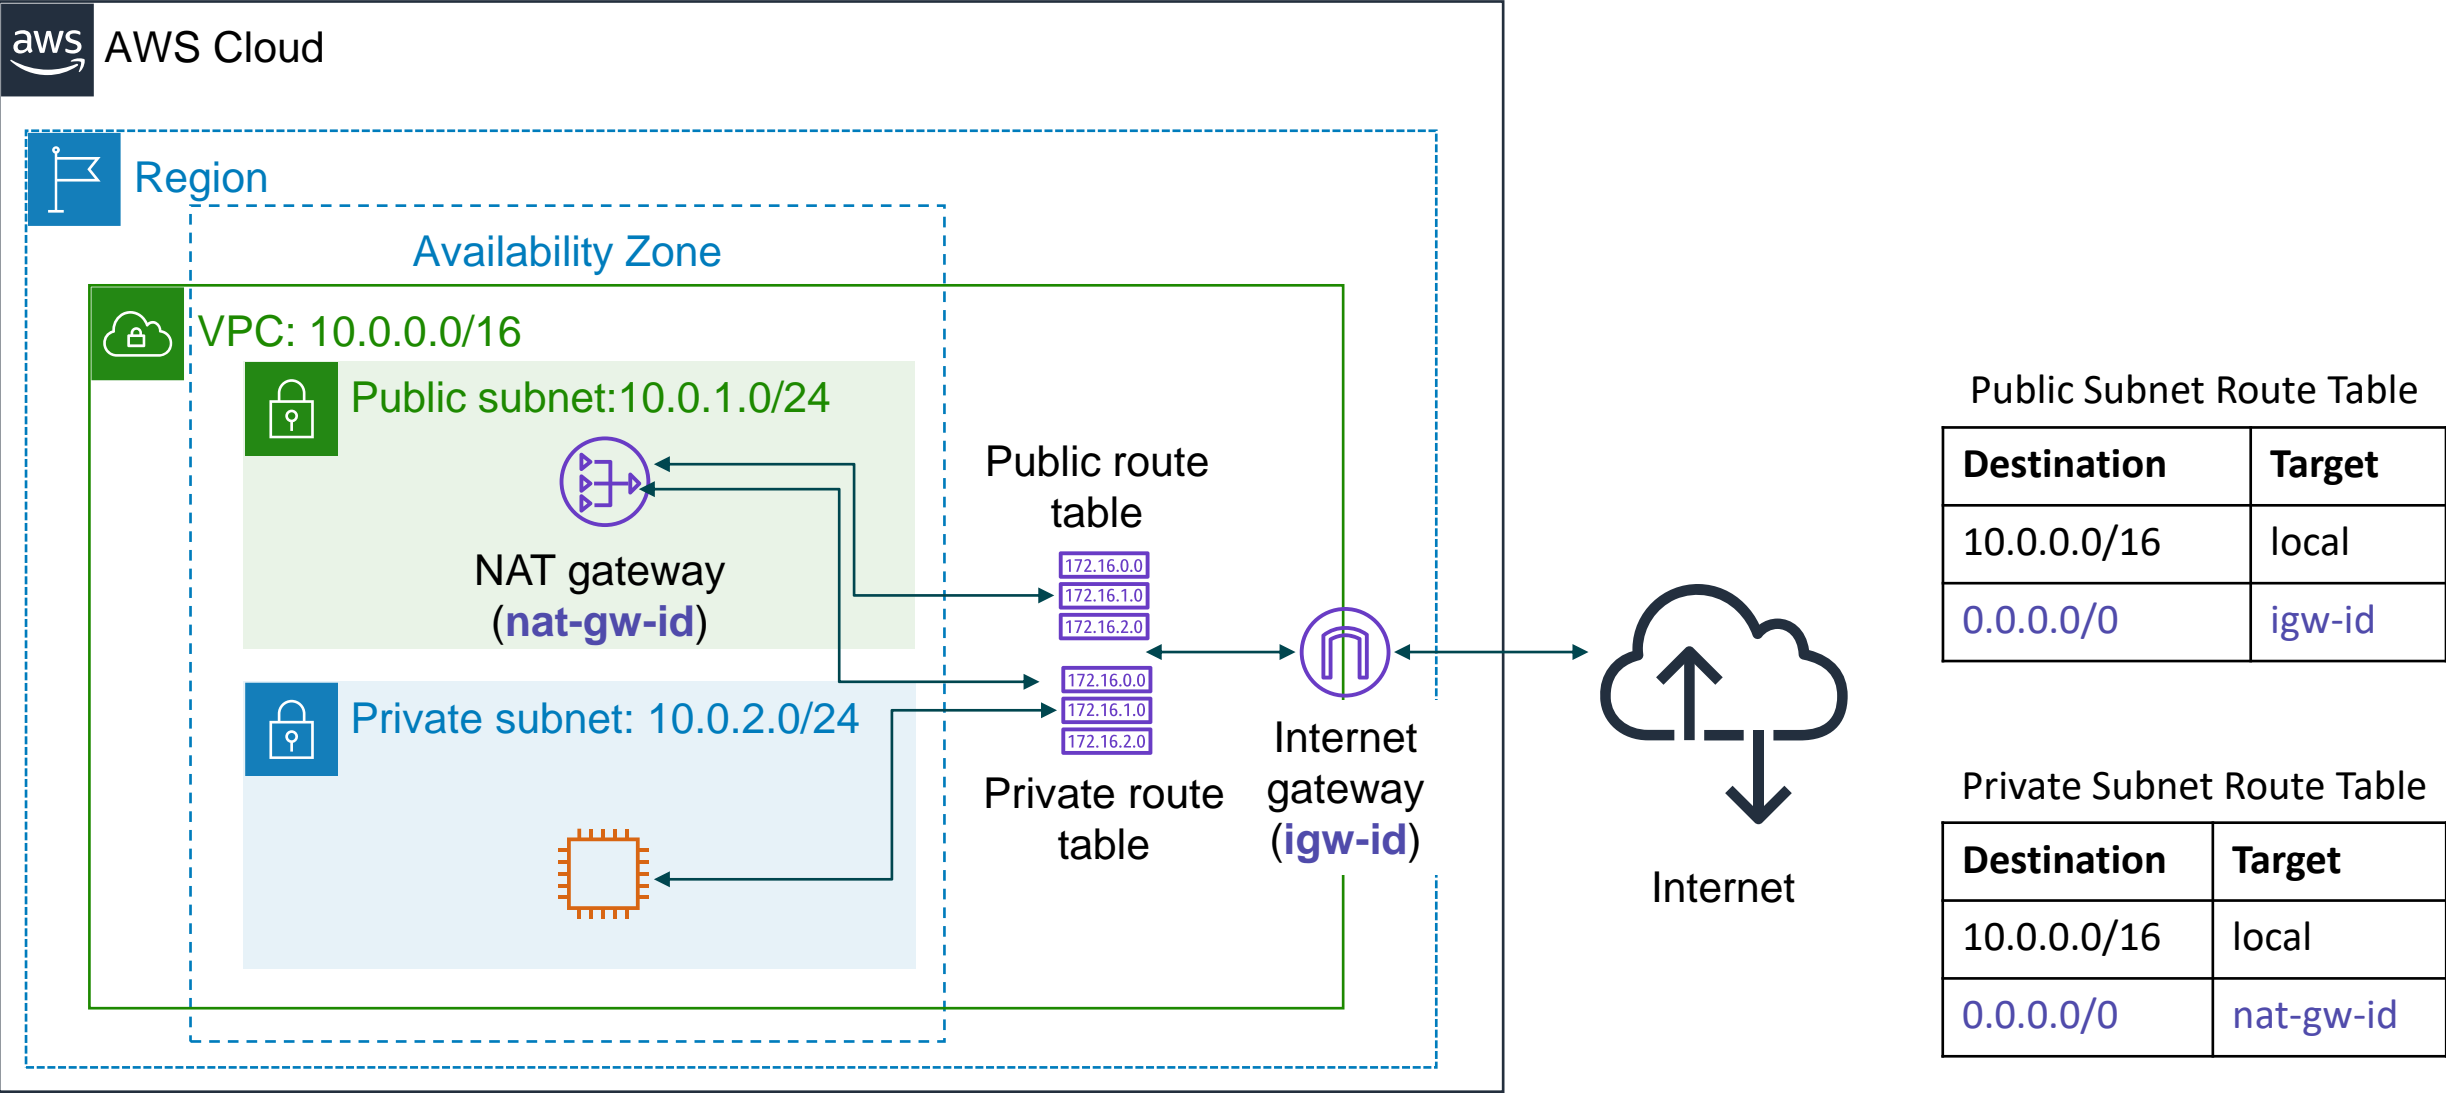 aws
AWS Cloud
Region
Availability Zone
VPC: 10.0.0.0/16
Public subnet:10.0.1.0/24
NAT gateway
(nat-gw-id)
Private subnet: 10.0.2.0/24
Public route
table
172.16.0.0
172.16.1.0
172.16.2.0
172.16.0.0
172.16.1.0
172.16.2.0
Private route
table
Internet
gateway
(igw-id)
Internet
Public Subnet Route Table
Destination Target
10.0.0.0/16 local
0.0.0.0/0 igw-id
Private Subnet Route Table
Destination Target
10.0.0.0/16 local
0.0.0.0/0 nat-gw-id